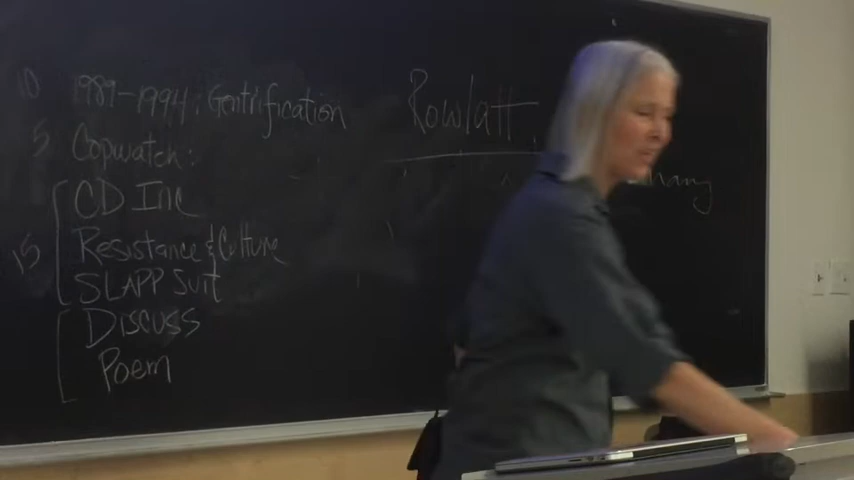 10 1989-1994: Gentrification
5 Copwatch:
CD Inc
15 Resistance & Culture
SLAPP Suit
Discuss
Poem
Rowlatt